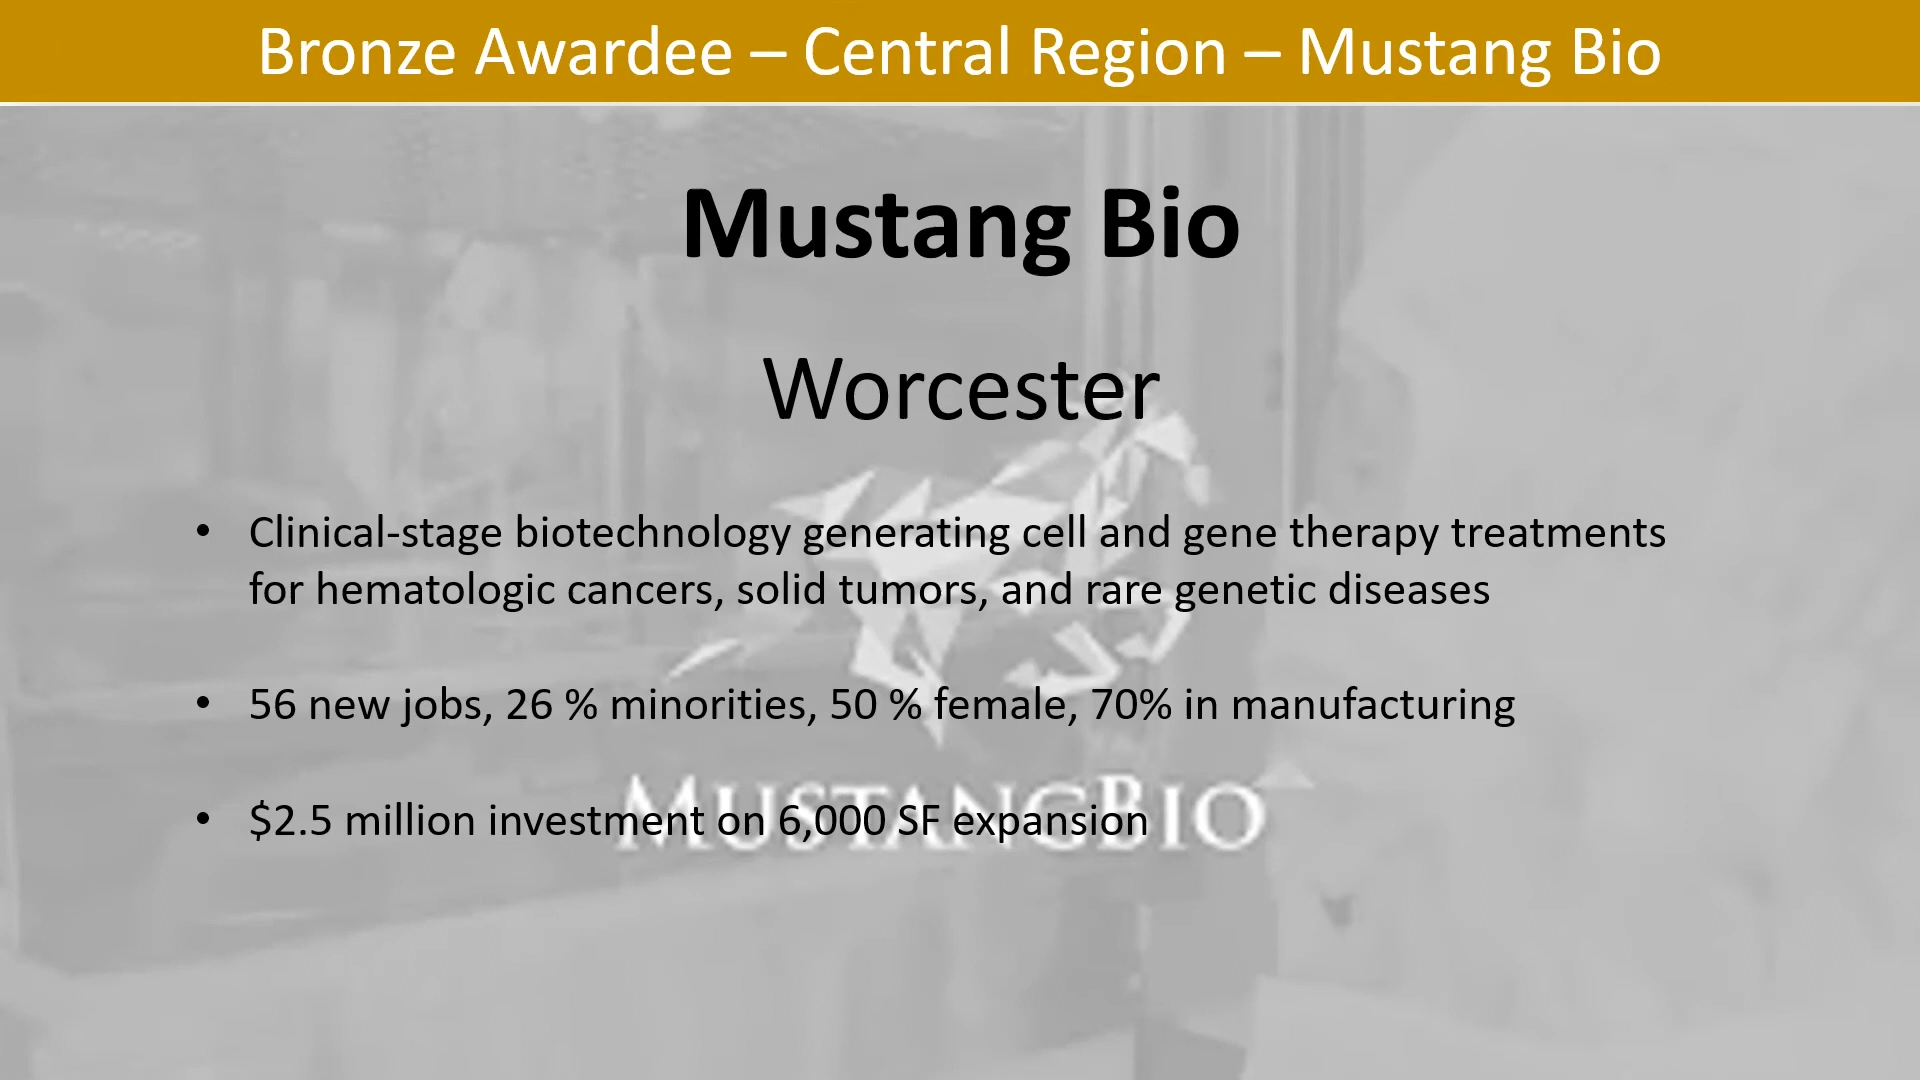 Bronze Awardee – Central Region – Mustang Bio
Mustang Bio
Worcester
• Clinical-stage biotechnology generating cell and gene therapy treatments
for hematologic cancers, solid tumors, and rare genetic diseases
• 56 new jobs, 26 % minorities, 50 % female, 70% in manufacturing
• $2.5 million investment on 6,000 SF expansion
MUSTANGBIO